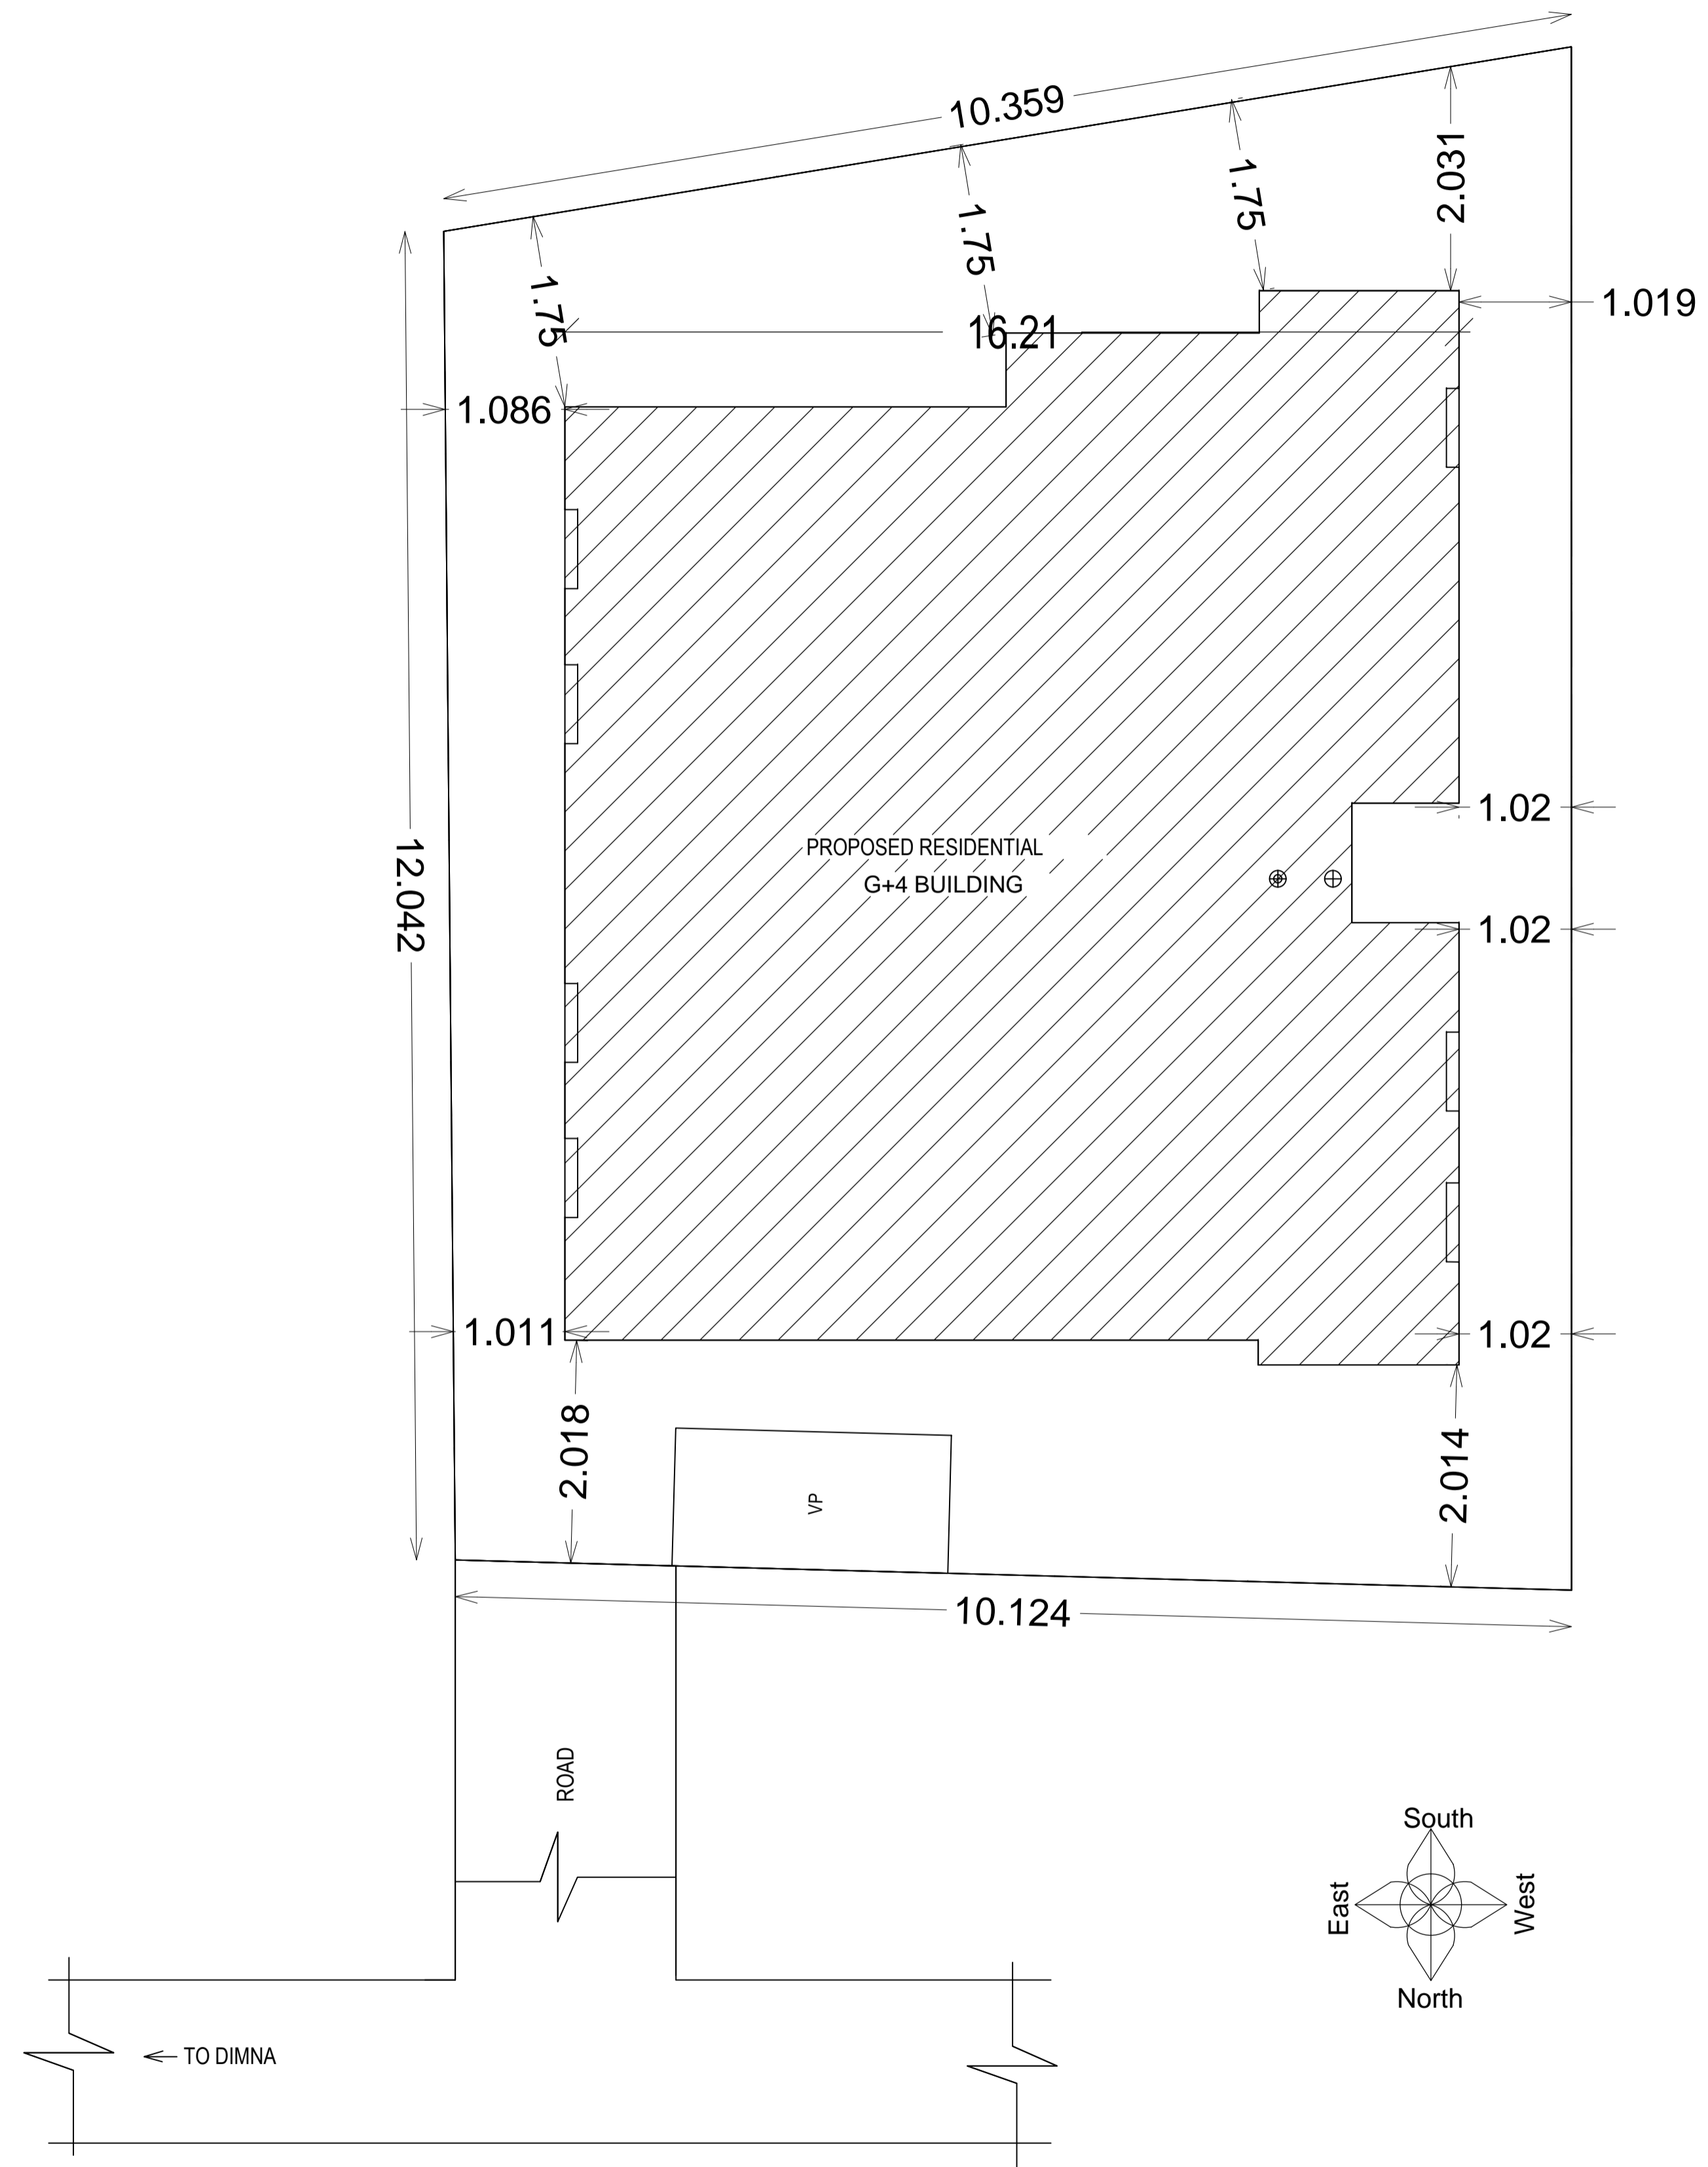 10.359
1.75
1.75
1.75
2.031
1.019
16.21
1.086
12.042
PROPOSED RESIDENTIAL
G+4 BUILDING
1.02
1.02
1.011
1.02
2.018
2.014
VP
10.124
ROAD
South
East
West
North
TO DIMNA